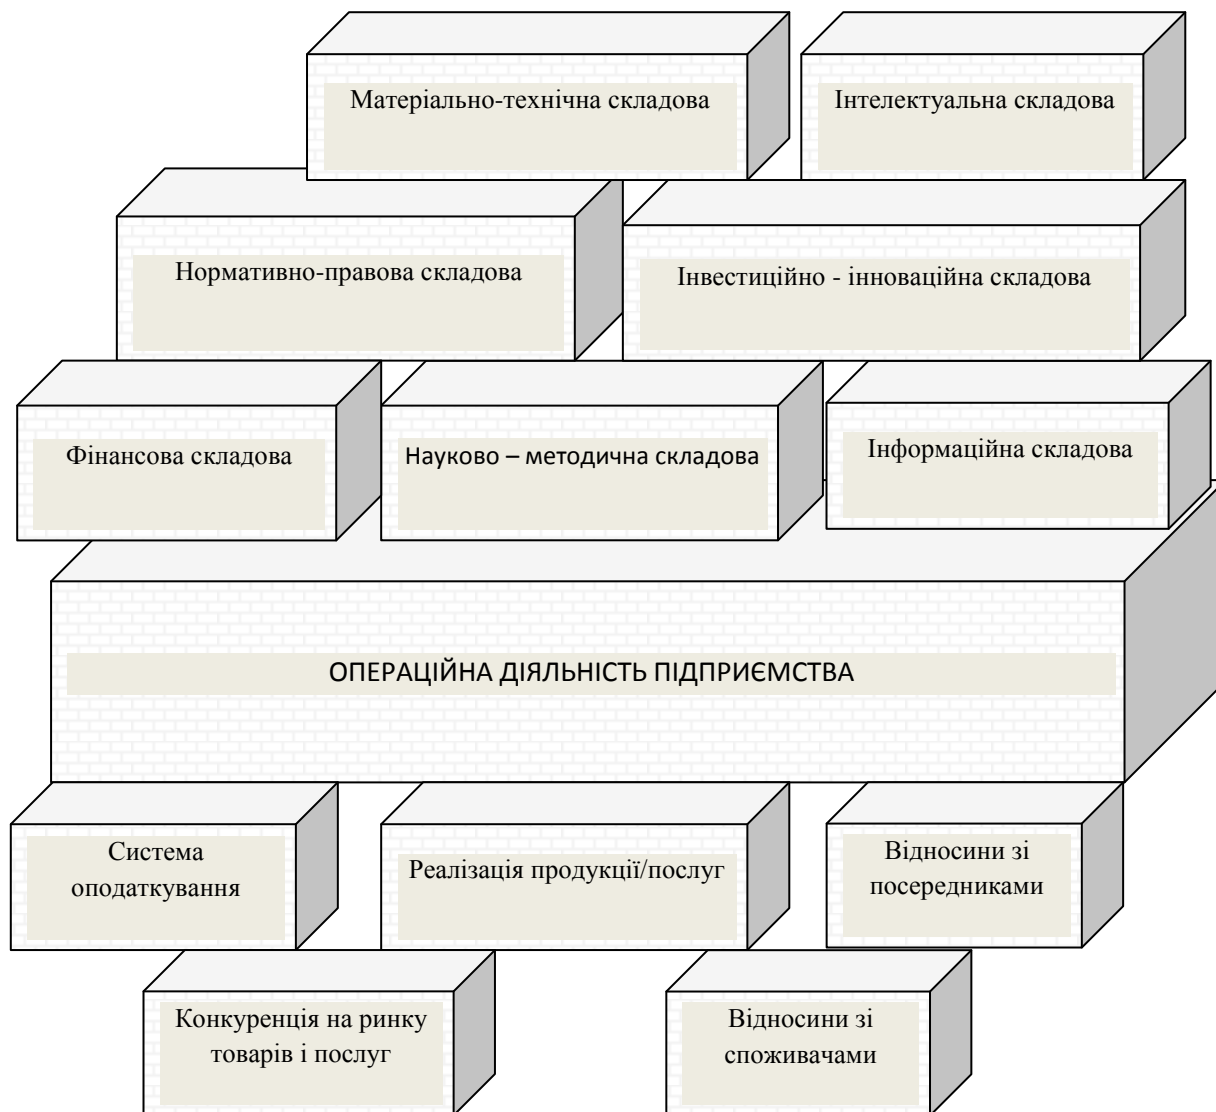 Матеріально-технічна складова
Інтелектуальна складова
Нормативно-правова складова
Інвестиційно - інноваційна складова
Фінансова складова
Науково – методична складова
Інформаційна складова
ОПЕРАЦІЙНА ДІЯЛЬНІСТЬ ПІДПРИЄМСТВА
Система
оподаткування
Реалізація продукції/послуг
Відносини зі
посередниками
Конкуренція на ринку
товарів і послуг
Відносини зі
споживачами